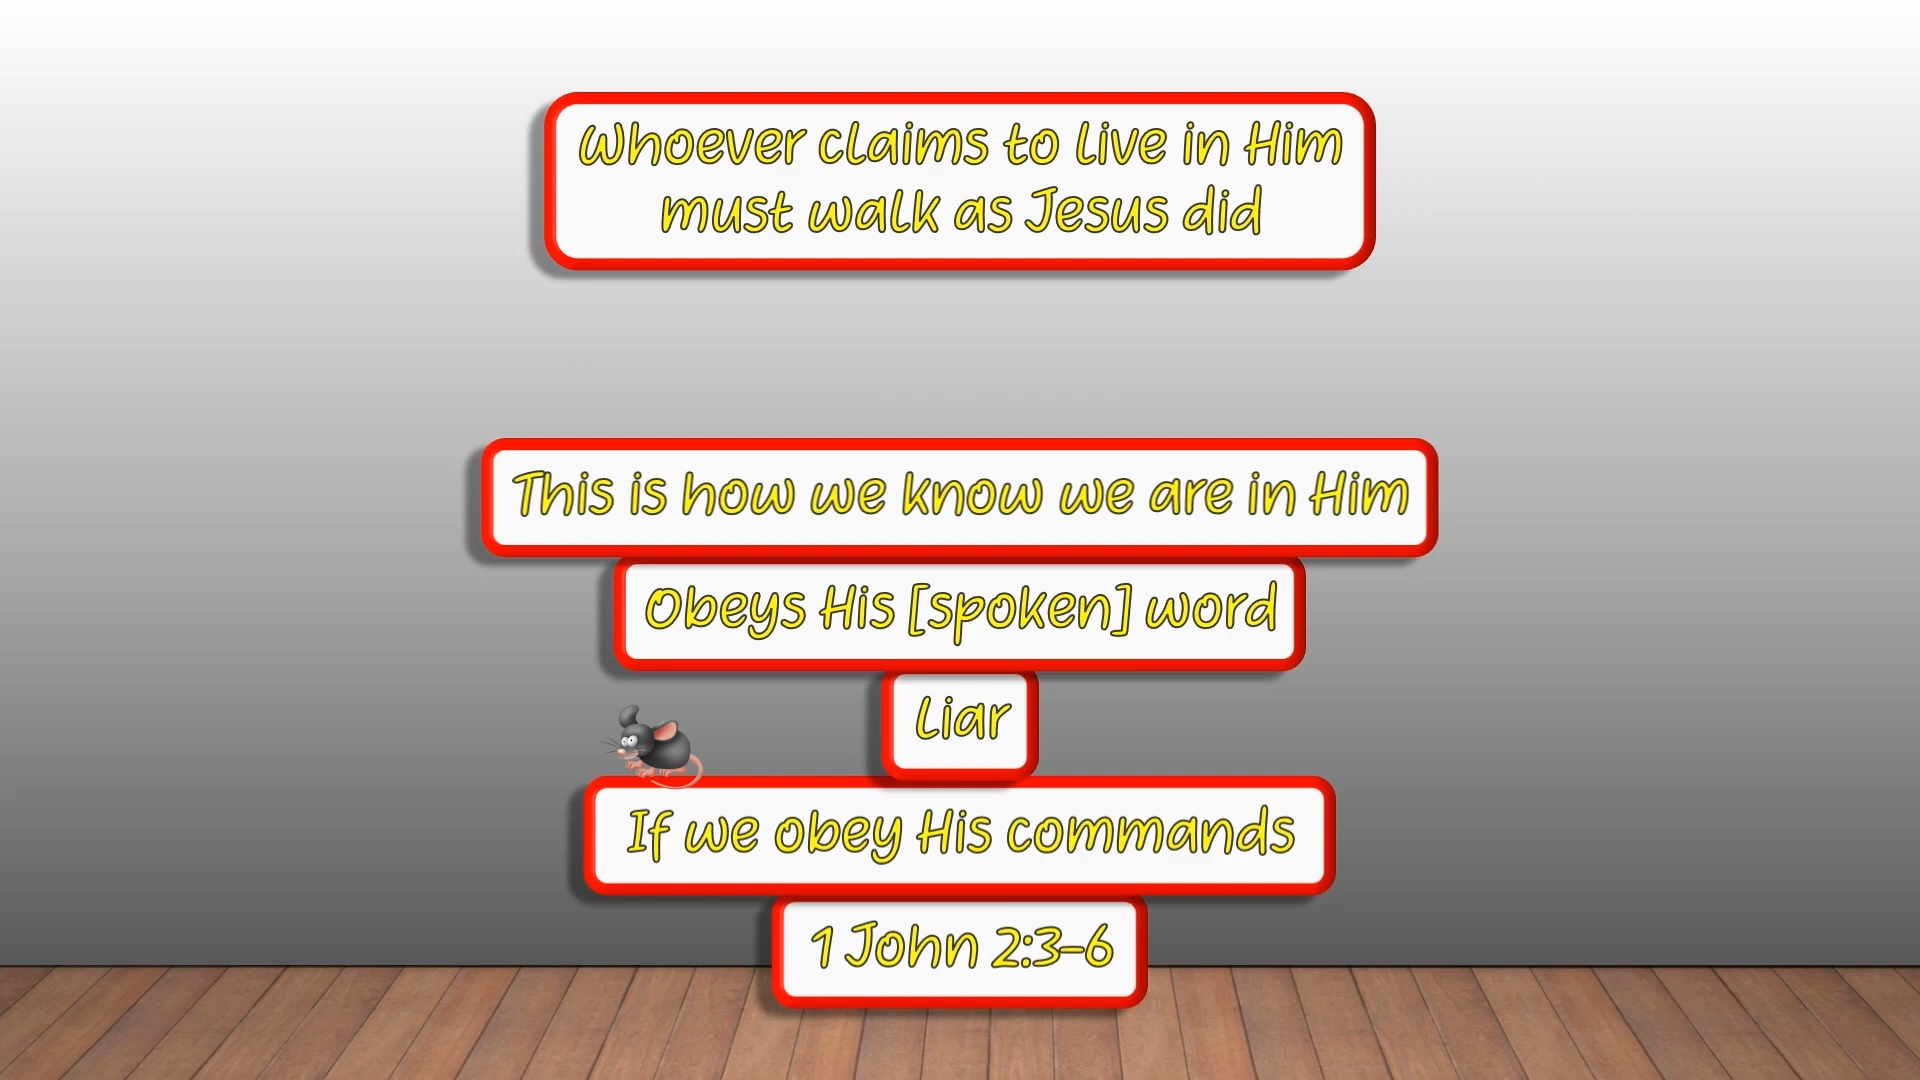 Whoever claims to live in Him
must walk as Jesus did
This is how we know we are in Him
Obeys His [spoken] word
Liar
If we obey His commands
1 John 2:3-6